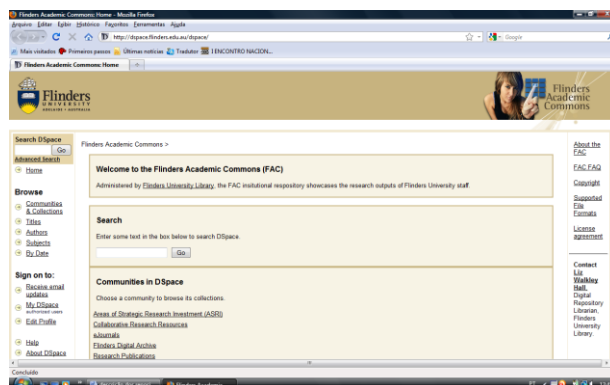 Flinders Academic Commons: Home - Mozilla Firefox
Arquivo Editar Exibir Histórico Favoritos Ferramentas Ajuda
http://dspace.flinders.edu.au/dspace/
Google
Mais visitados Primeiros passos Últimas notícias Tradutor I ENCONTRO NACION...
Flinders Academic Commons: Home
Flinders
UNIVERSITY
ADELAIDE • AUSTRALIA
Flinders
Academic
Commons
Search DSpace
Go
Advanced Search
Home
Browse
Communities
& Collections
Titles
Authors
Subjects
By Date
Sign on to:
Receive email
updates
My DSpace
authorised users
Edit Profile
Help
About DSpace
Flinders Academic Commons >
Welcome to the Flinders Academic Commons (FAC)
Administered by Flinders University Library, the FAC insitutional respository showcases the research outputs of Flinders University staff.
Search
Enter some text in the box below to search DSpace.
Go
Communities in DSpace
Choose a community to browse its collections.
Areas of Strategic Research Investment (ASRI)
Collaborative Research Resources
eJournals
Flinders Digital Archive
Research Publications
About the
FAC
FAC FAQ
Copyright
Supported
File
Formats
License
agreement
Contact
Liz
Walkley
Hall,
Digital
Repository
Librarian,
Flinders
University
Library.
Concluído
Flinders Academic